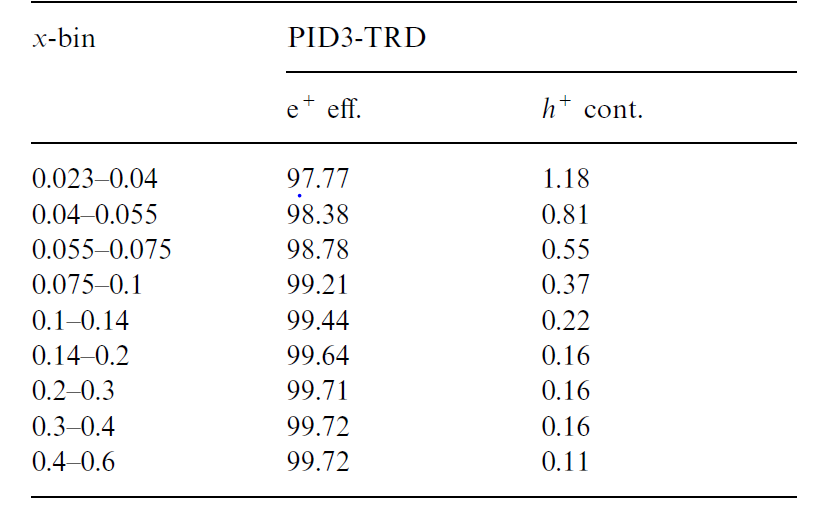 x-bin PID3-TRD
e⁺ eff. h⁺ cont.
0.023–0.04 97.77 1.18
0.04–0.055 98.38 0.81
0.055–0.075 98.78 0.55
0.075–0.1 99.21 0.37
0.1–0.14 99.44 0.22
0.14–0.2 99.64 0.16
0.2–0.3 99.71 0.16
0.3–0.4 99.72 0.16
0.4–0.6 99.72 0.11